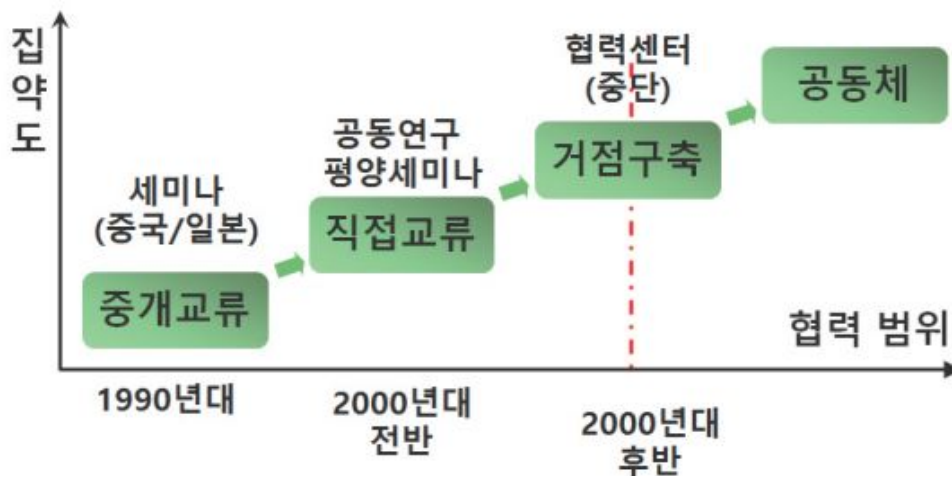 집
약
도
세미나
(중국/일본)
중개교류
공동연구
평양세미나
직접교류
협력센터
(중단)
거점구축
공동체
협력 범위
1990년대
2000년대
전반
2000년대
후반